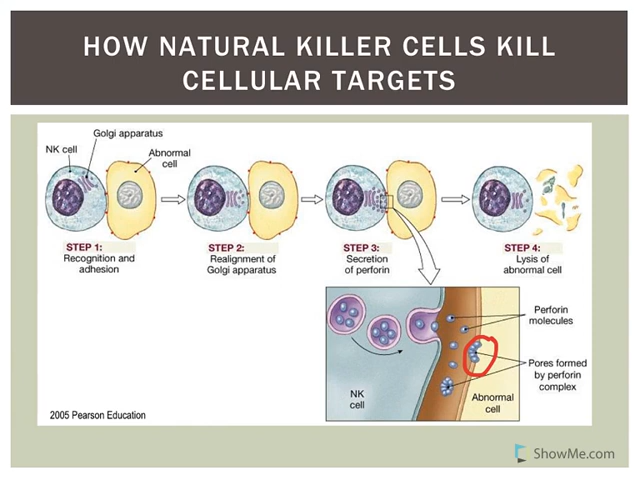 HOW NATURAL KILLER CELLS KILL
CELLULAR TARGETS
Golgi apparatus
NK cell
Abnormal
cell
STEP 1:
Recognition and
adhesion
STEP 2:
Realignment of
Golgi apparatus
STEP 3:
Secretion
of perforin
STEP 4:
Lysis of
abnormal cell
Perforin
molecules
Pores formed
by perforin
complex
NK
cell
Abnormal
cell
2005 Pearson Education
ShowMe.com